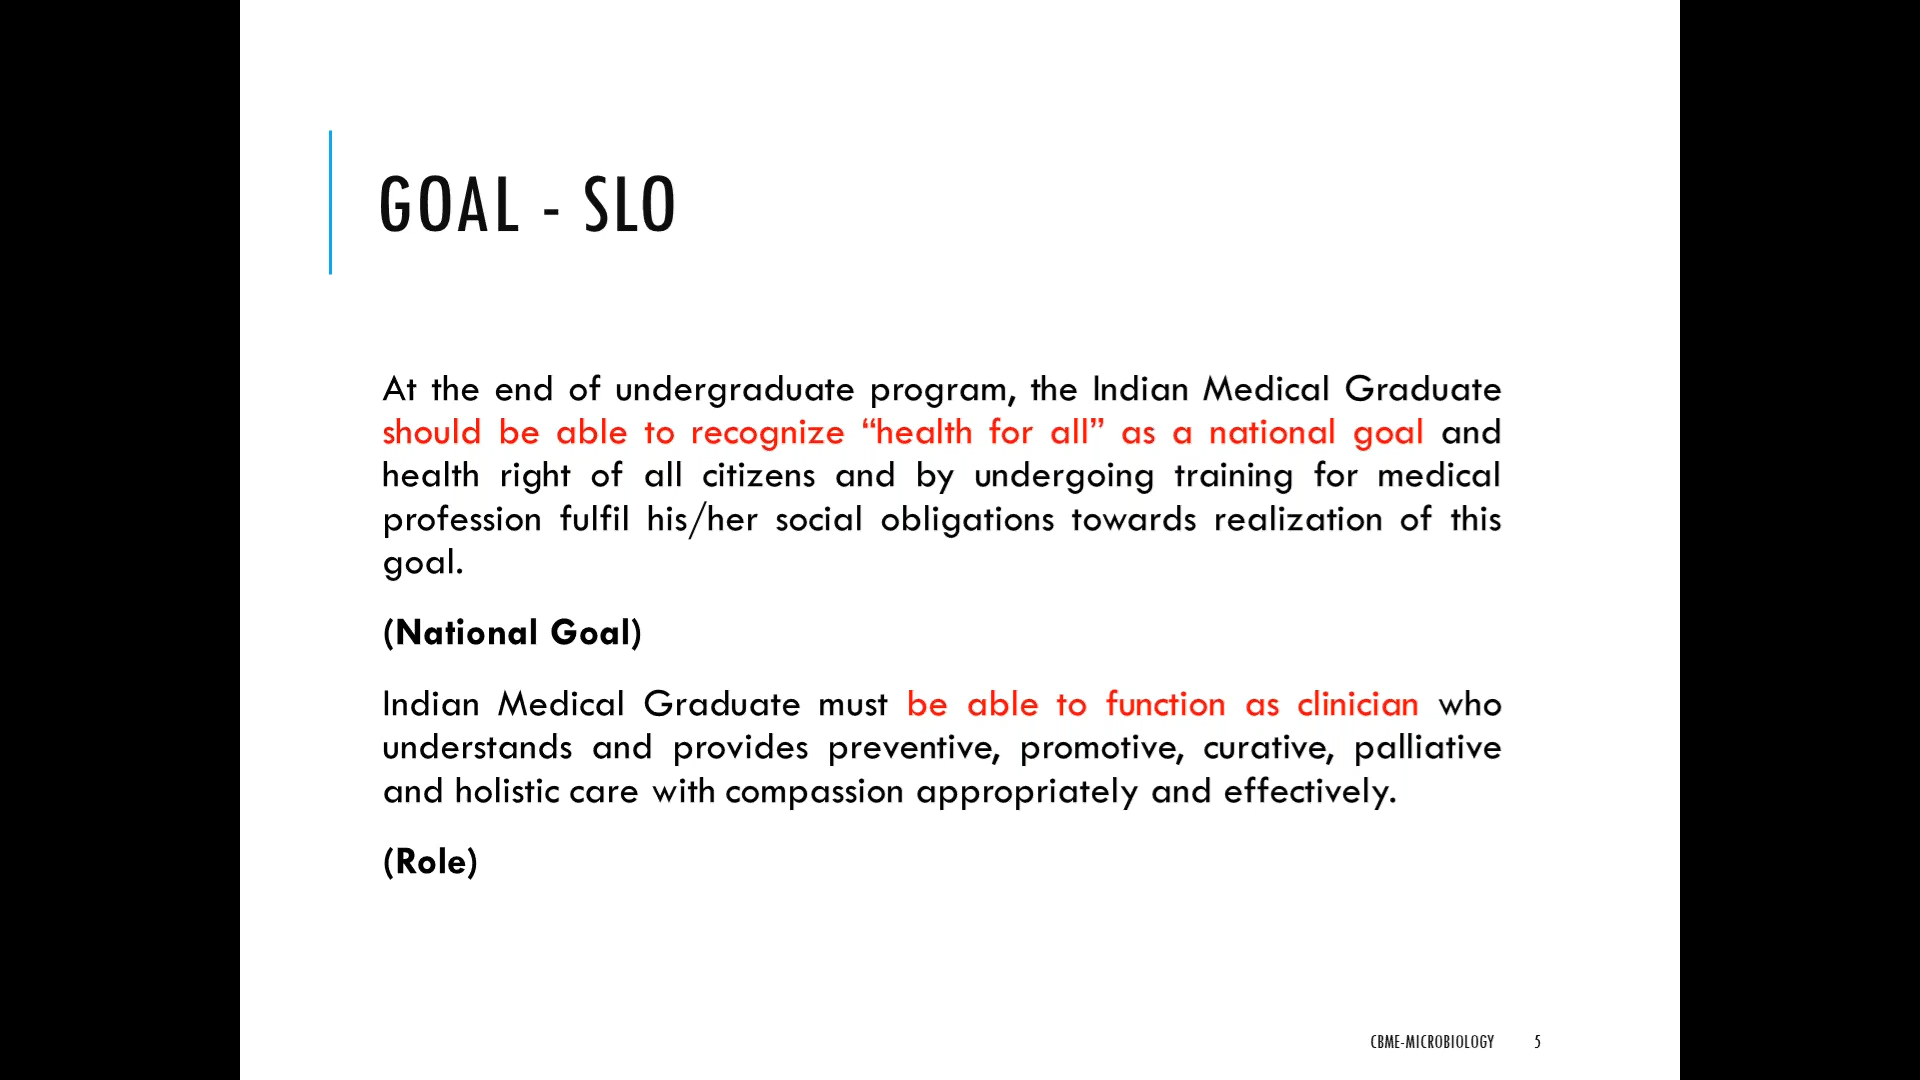 GOAL - SLO
At the end of undergraduate program, the Indian Medical Graduate
should be able to recognize “health for all” as a national goal and
health right of all citizens and by undergoing training for medical
profession fulfil his/her social obligations towards realization of this
goal.
(National Goal)
Indian Medical Graduate must be able to function as clinician who
understands and provides preventive, promotive, curative, palliative
and holistic care with compassion appropriately and effectively.
(Role)
CBME-MICROBIOLOGY 5